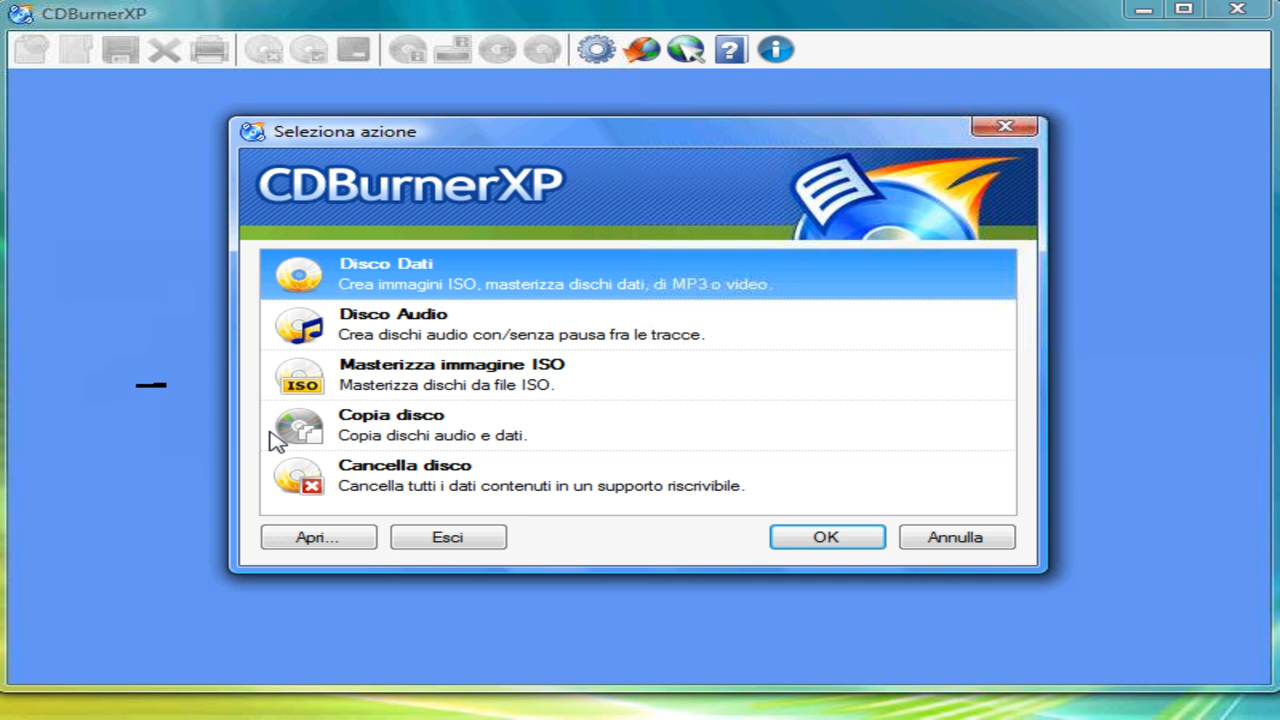 CDBurnerXP
Seleziona azione
CDBurnerXP
Disco Dati
Crea immagini ISO, masterizza dischi dati, di MP3 o video.
Disco Audio
Crea dischi audio con/senza pausa fra le tracce.
Masterizza immagine ISO
ISO
Masterizza dischi da file ISO.
Copia disco
Copia dischi audio e dati.
Cancella disco
Cancella tutti i dati contenuti in un supporto riscrivibile.
Apri... Esci OK Annulla